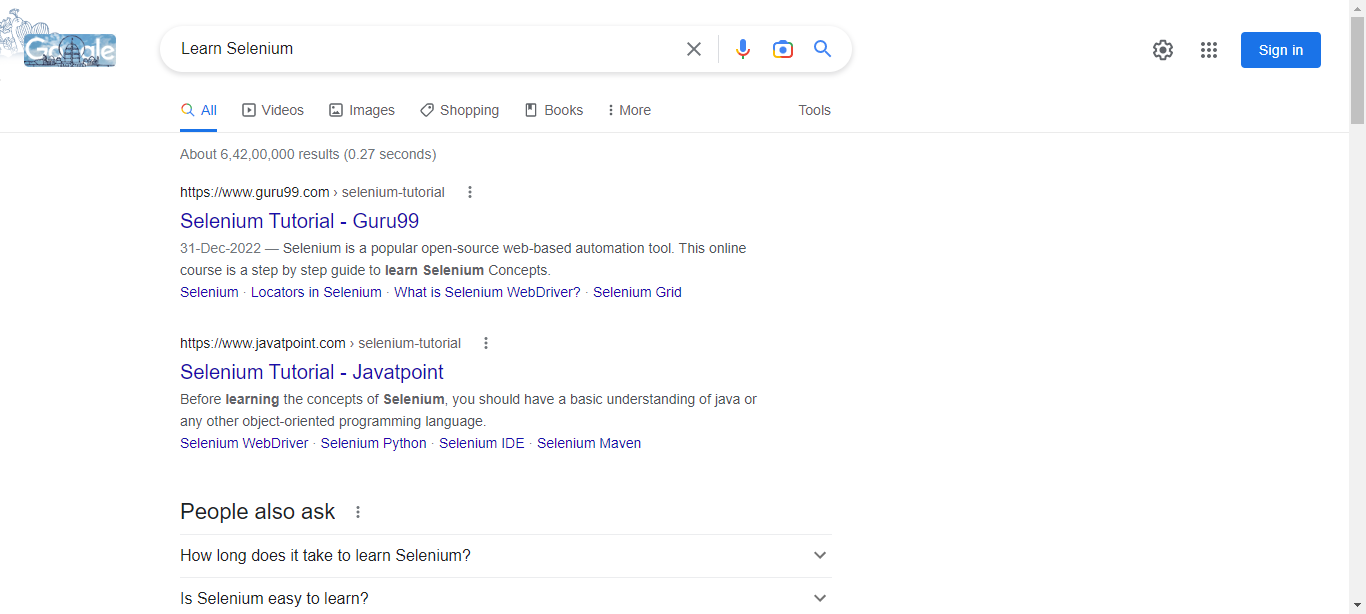 Google
Learn Selenium
Sign in
All Videos Images Shopping Books More Tools
About 6,42,00,000 results (0.27 seconds)
https://www.guru99.com › selenium-tutorial
Selenium Tutorial - Guru99
31-Dec-2022 — Selenium is a popular open-source web-based automation tool. This online
course is a step by step guide to learn Selenium Concepts.
Selenium · Locators in Selenium · What is Selenium WebDriver? · Selenium Grid
https://www.javatpoint.com › selenium-tutorial
Selenium Tutorial - Javatpoint
Before learning the concepts of Selenium, you should have a basic understanding of java or
any other object-oriented programming language.
Selenium WebDriver · Selenium Python · Selenium IDE · Selenium Maven
People also ask
How long does it take to learn Selenium?
Is Selenium easy to learn?